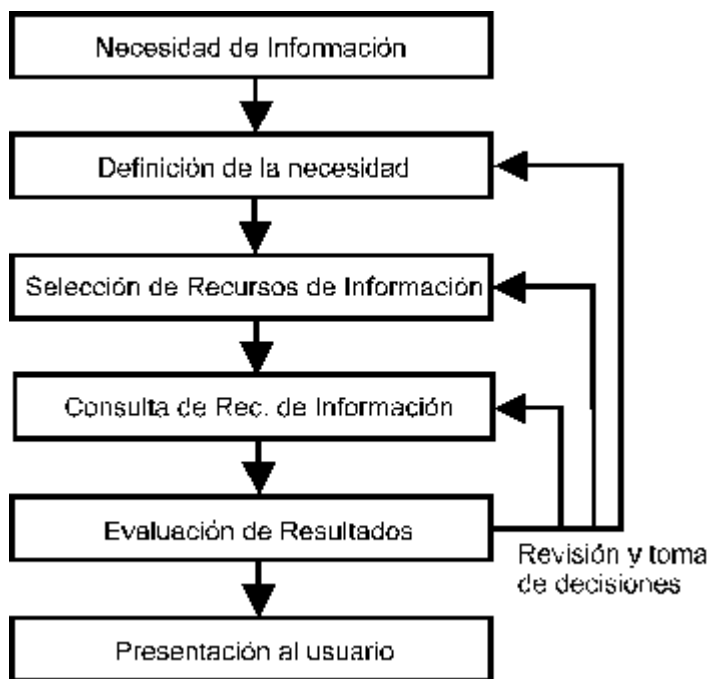 Necesidad de Información
Definición de la necesidad
Selección de Recursos de Información
Consulta de Rec. de Información
Evaluación de Resultados
Revisión y toma
de decisiones
Presentación al usuario